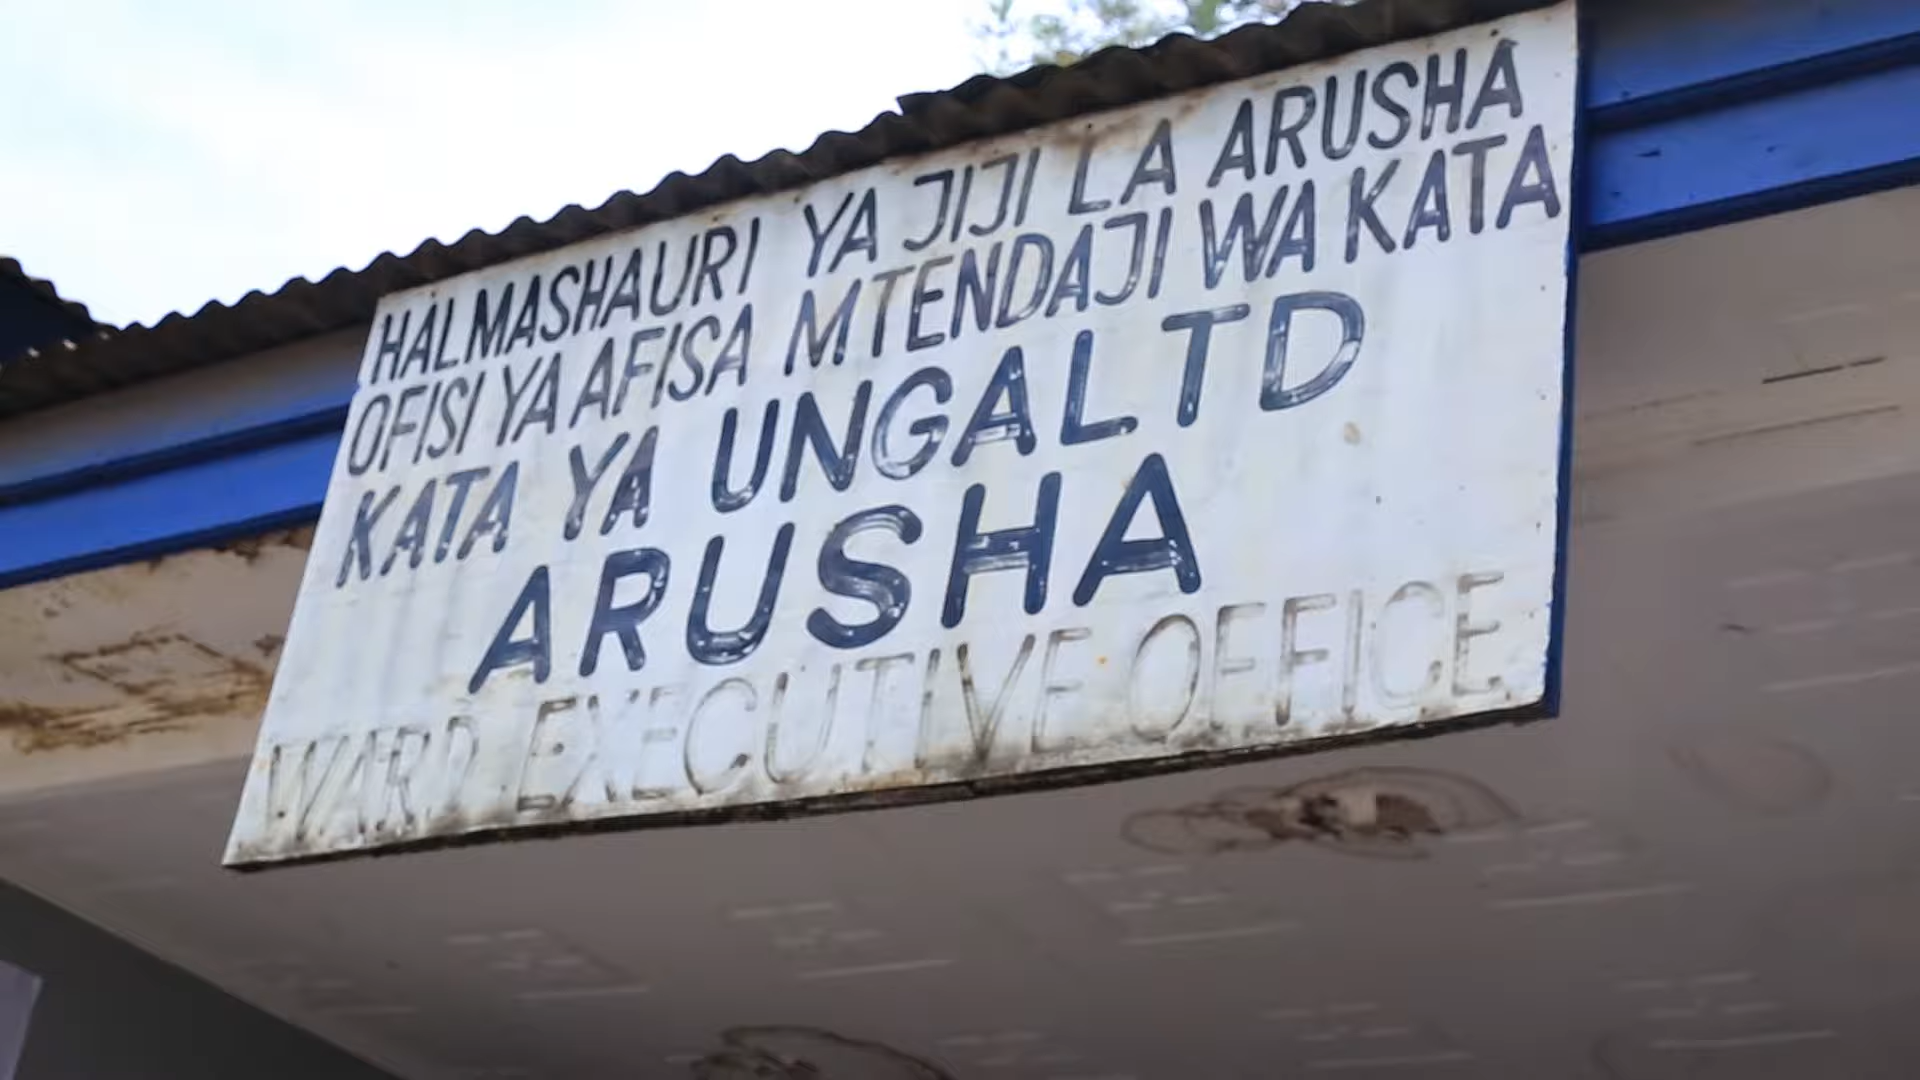 HALMASHAURI YA JIJI LA ARUSHA
OFISI YA AFISA MTENDAJI WA KATA
KATA YA UNGALTD
ARUSHA
WARD EXECUTIVE OFFICE